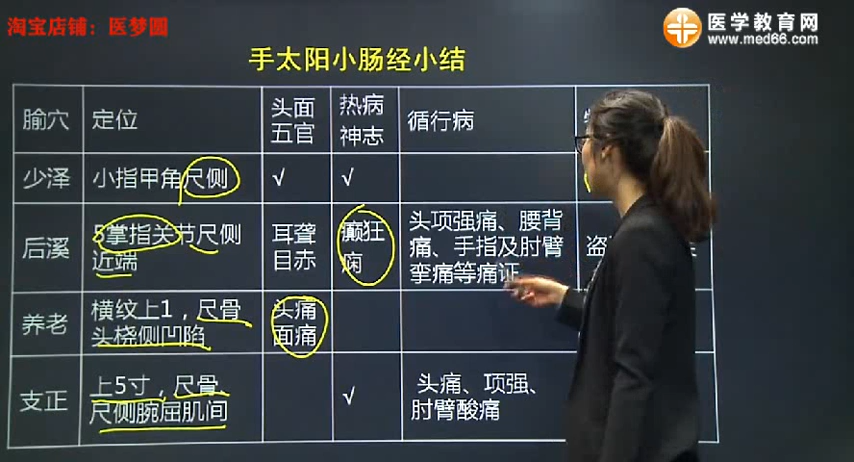 淘宝店铺：医梦圆
医学教育网
www.med66.com
手太阳小肠经小结
腧穴 定位 头面五官 热病神志 循行病
少泽 小指甲角尺侧 √ √
后溪 5掌指关节尺侧近端 耳聋目赤 癫狂痫 头项强痛、腰背痛、手指及肘臂挛痛等痛证 盗
养老 横纹上1，尺骨头桡侧凹陷 头痛面痛
支正 上5寸，尺骨、尺侧腕屈肌间 √ 头痛、项强、肘臂酸痛